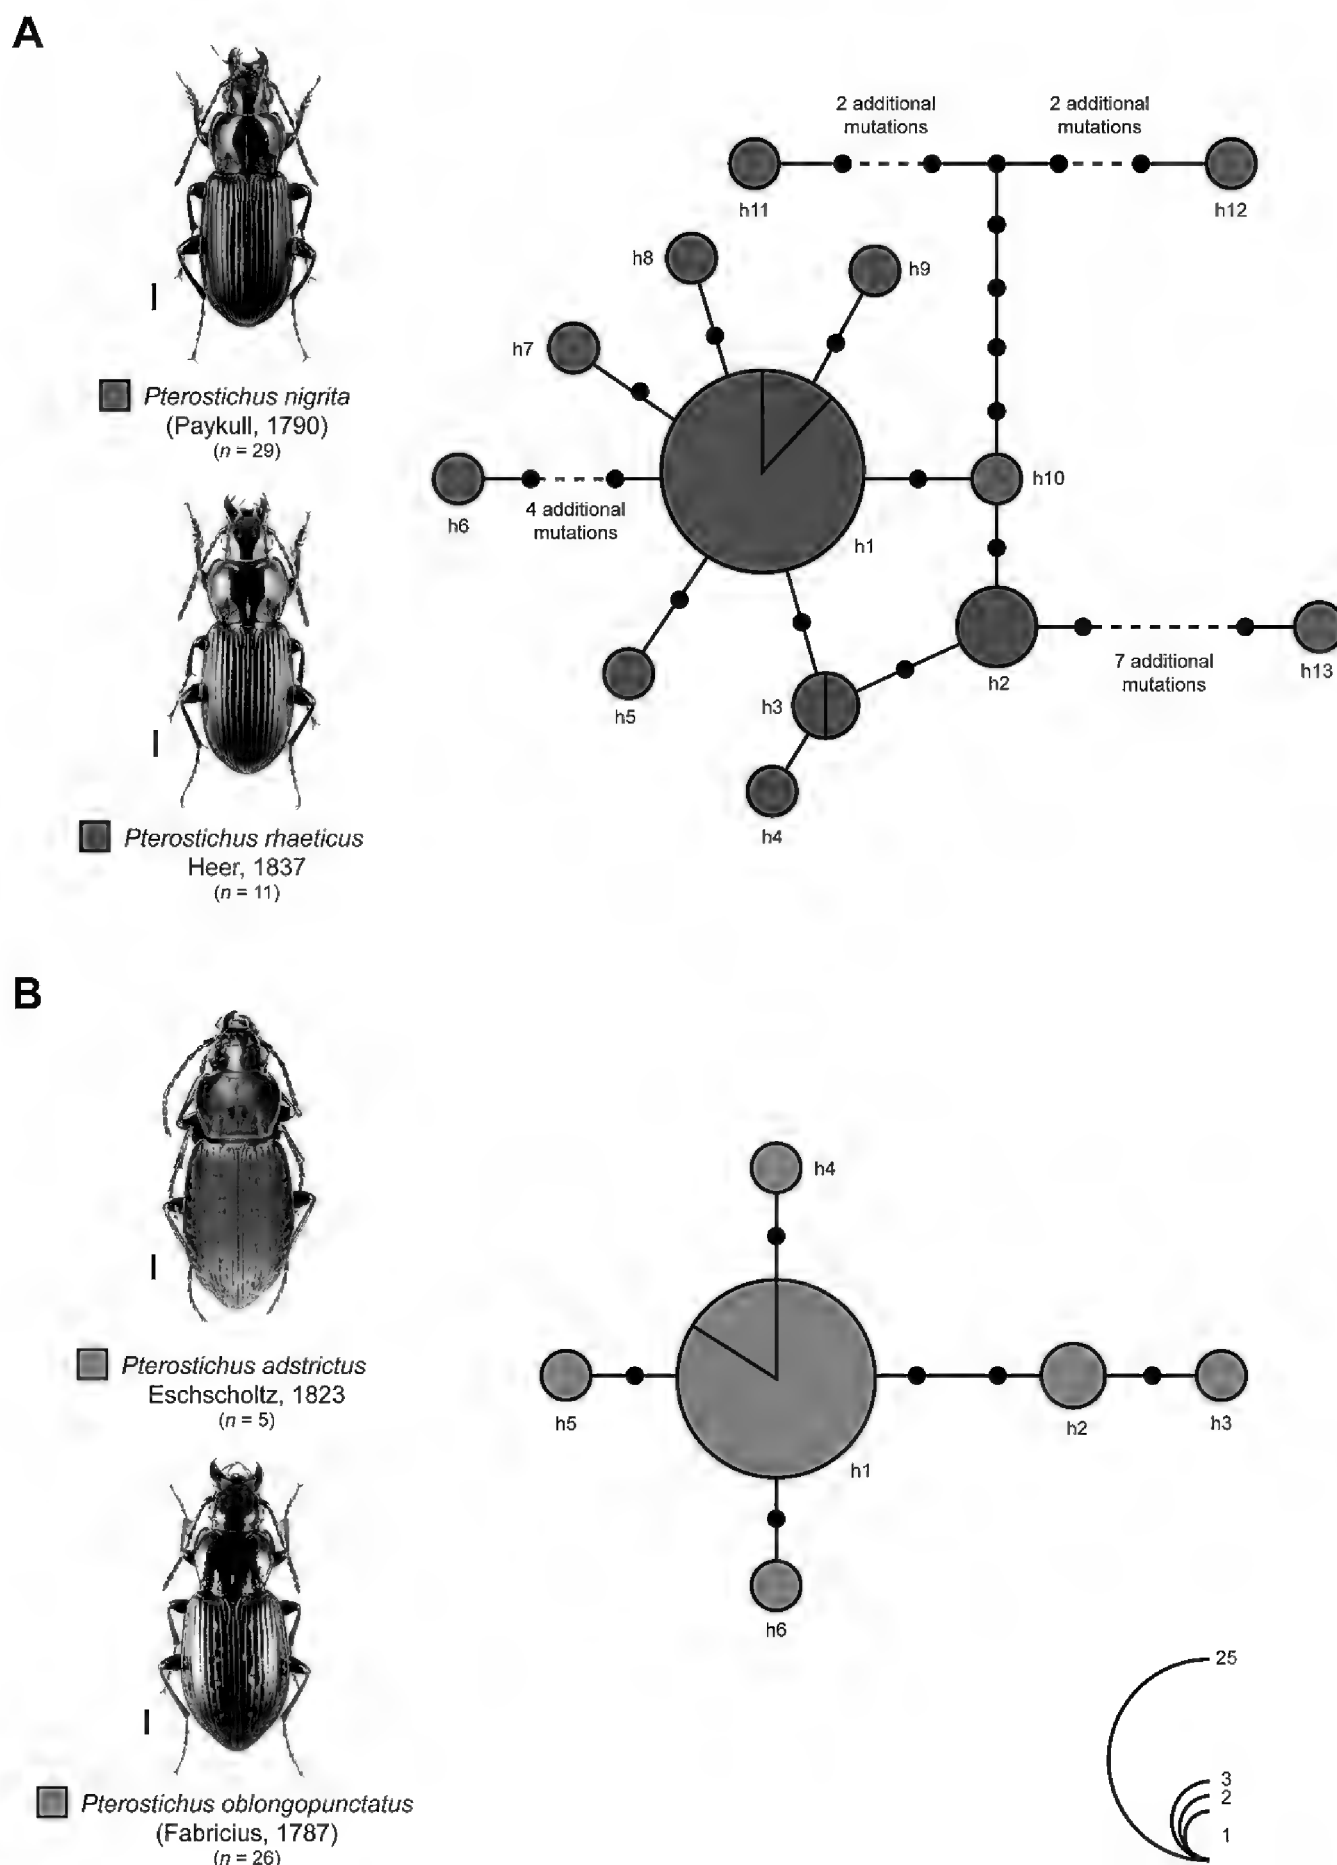 A
2 additional
mutations
2 additional
mutations
h11
h12
h8
h9
h7
Pterostichus nigrita
(Paykull, 1790)
(n = 29)
h10
h6
4 additional
mutations
h1
h5
h3
h2
7 additional
mutations
h13
h4
Pterostichus rhaeticus
Heer, 1837
(n = 11)
B
h4
Pterostichus adstrictus
Eschscholtz, 1823
(n = 5)
h5
h2
h3
h1
h6
25
3
2
1
Pterostichus oblongopunctatus
(Fabricius, 1787)
(n = 26)